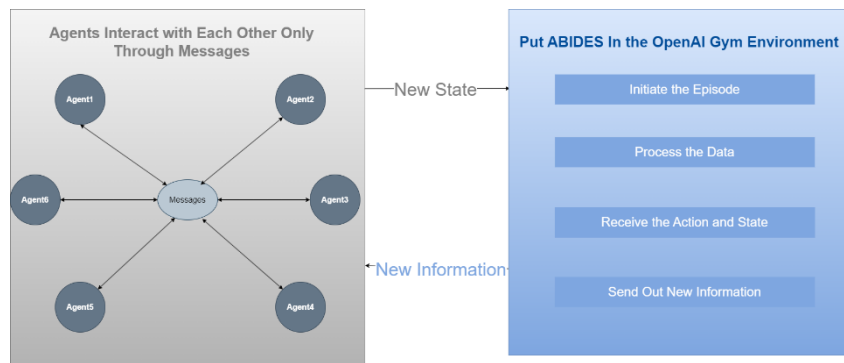 Agents Interact with Each Other Only
Through Messages
Agent1
Agent2
Agent6
Messages
Agent3
Agent5
Agent4
New State
New Information
Put ABIDES In the OpenAI Gym Environment
Initiate the Episode
Process the Data
Receive the Action and State
Send Out New Information